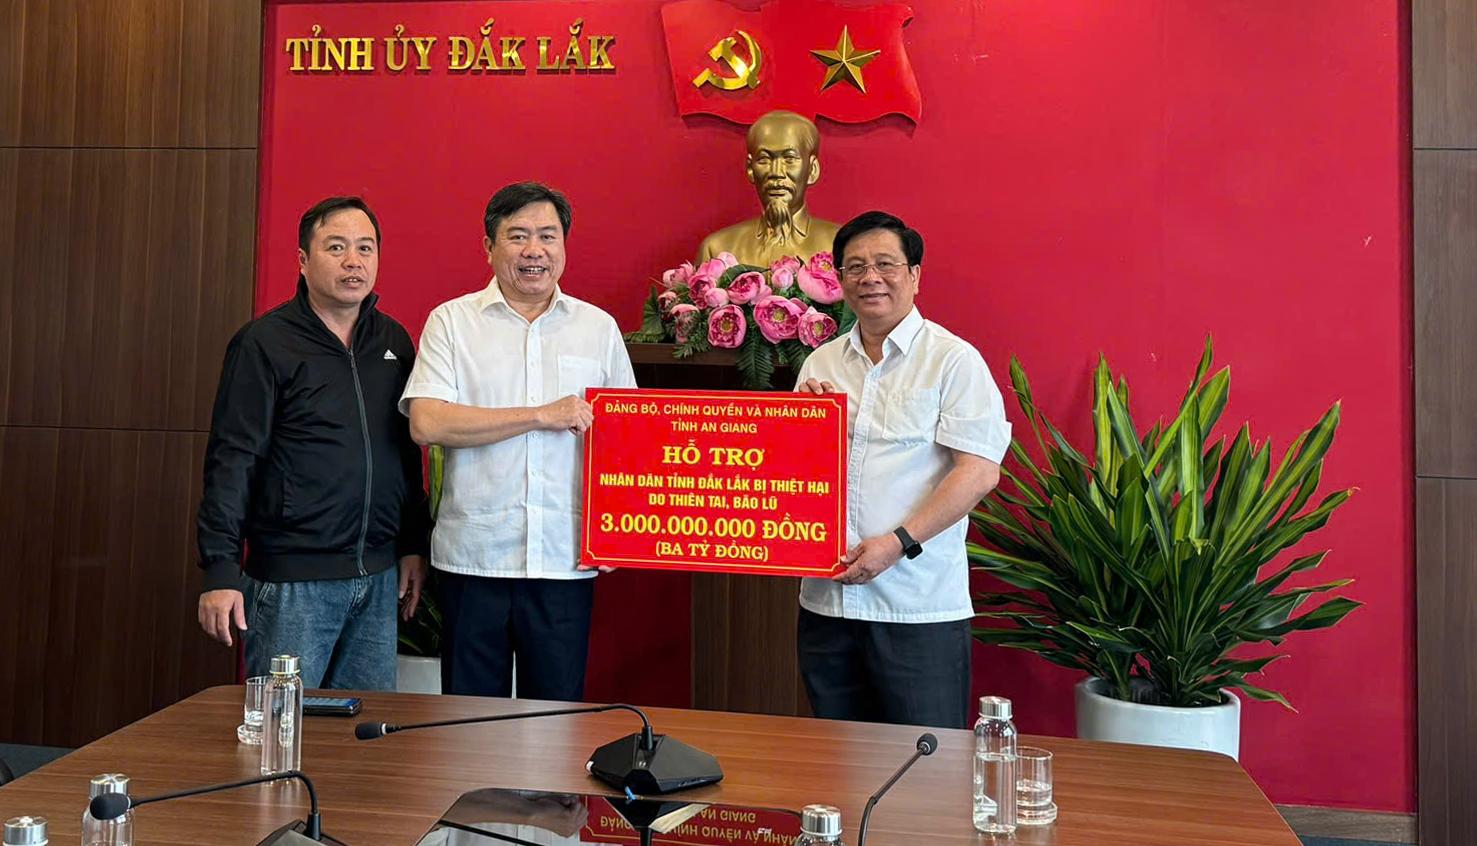 TỈNH ỦY ĐẮK LẮK
ĐẢNG BỘ, CHÍNH QUYỀN VÀ NHÂN DÂN
TỈNH AN GIANG
HỖ TRỢ
NHÂN DÂN TỈNH ĐẮK LẮK BỊ THIỆT HẠI
DO THIÊN TAI, BÃO LŨ
3.000.000.000 ĐỒNG
(BA TỶ ĐỒNG)